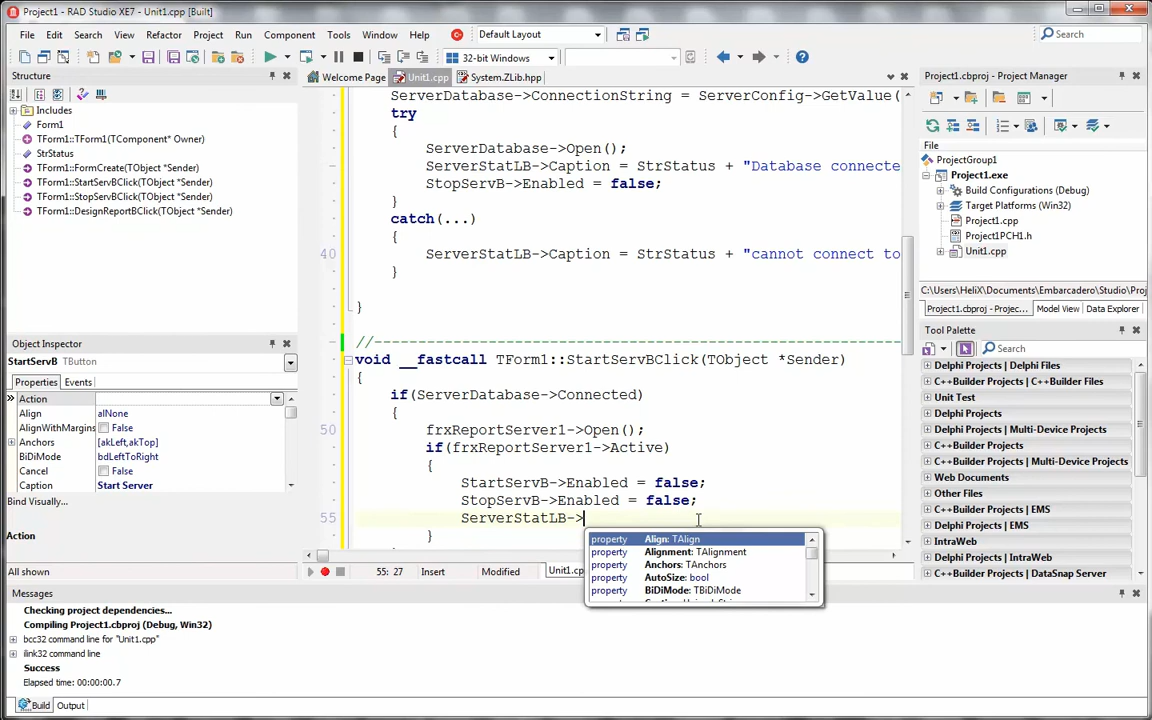 Project1 - RAD Studio XE7 - Unit1.cpp [Built]
File Edit Search View Refactor Project Run Component Tools Window Help Default Layout Search
32-bit Windows
Structure
Includes
Form1
TForm1::TForm1(TComponent* Owner)
StrStatus
TForm1::FormCreate(TObject *Sender)
TForm1::StartServBClick(TObject *Sender)
TForm1::StopServBClick(TObject *Sender)
TForm1::DesignReportBClick(TObject *Sender)
Object Inspector
StartServB TButton
Properties Events
Action
Align alNone
AlignWithMargins False
Anchors [akLeft,akTop]
BiDiMode bdLeftToRight
Cancel False
Caption Start Server
Bind Visually...
Action
All shown
Welcome Page Unit1.cpp System.ZLib.hpp
ServerDatabase->ConnectionString = ServerConfig->GetValue(
try
{
ServerDatabase->Open();
ServerStatLB->Caption = StrStatus + "Database connecte
StopServB->Enabled = false;
}
catch(...)
{
40 ServerStatLB->Caption = StrStatus + "cannot connect to
}
}
//
void __fastcall TForm1::StartServBClick(TObject *Sender)
{
if(ServerDatabase->Connected)
{
50 frxReportServer1->Open();
if(frxReportServer1->Active)
{
StartServB->Enabled = false;
StopServB->Enabled = false;
55 ServerStatLB->
}
property Align: TAlign
property Alignment: TAlignment
property Anchors: TAnchors
property AutoSize: bool
property BiDiMode: TBiDiMode
55: 27 Insert Modified Unit1.cp
Project1.cbproj - Project Manager
File
ProjectGroup1
Project1.exe
Build Configurations (Debug)
Target Platforms (Win32)
Project1.cpp
Project1PCH1.h
Unit1.cpp
C:\Users\HeliX\Documents\Embarcadero\Studio\Proj
Project1.cbproj - Projec... Model View Data Explorer
Tool Palette
Search
Delphi Projects | Delphi Files
C++Builder Projects | C++Builder Files
Unit Test
Delphi Projects
Delphi Projects | Multi-Device Projects
C++Builder Projects
C++Builder Projects | Multi-Device Projects
Web Documents
Other Files
C++Builder Projects | EMS
Delphi Projects | EMS
IntraWeb
C++Builder Projects | IntraWeb
Delphi Projects | DataSnap Server
Messages
Checking project dependencies...
Compiling Project1.cbproj (Debug, Win32)
bcc32 command line for "Unit1.cpp"
ilink32 command line
Success
Elapsed time: 00:00:00.7
Build Output